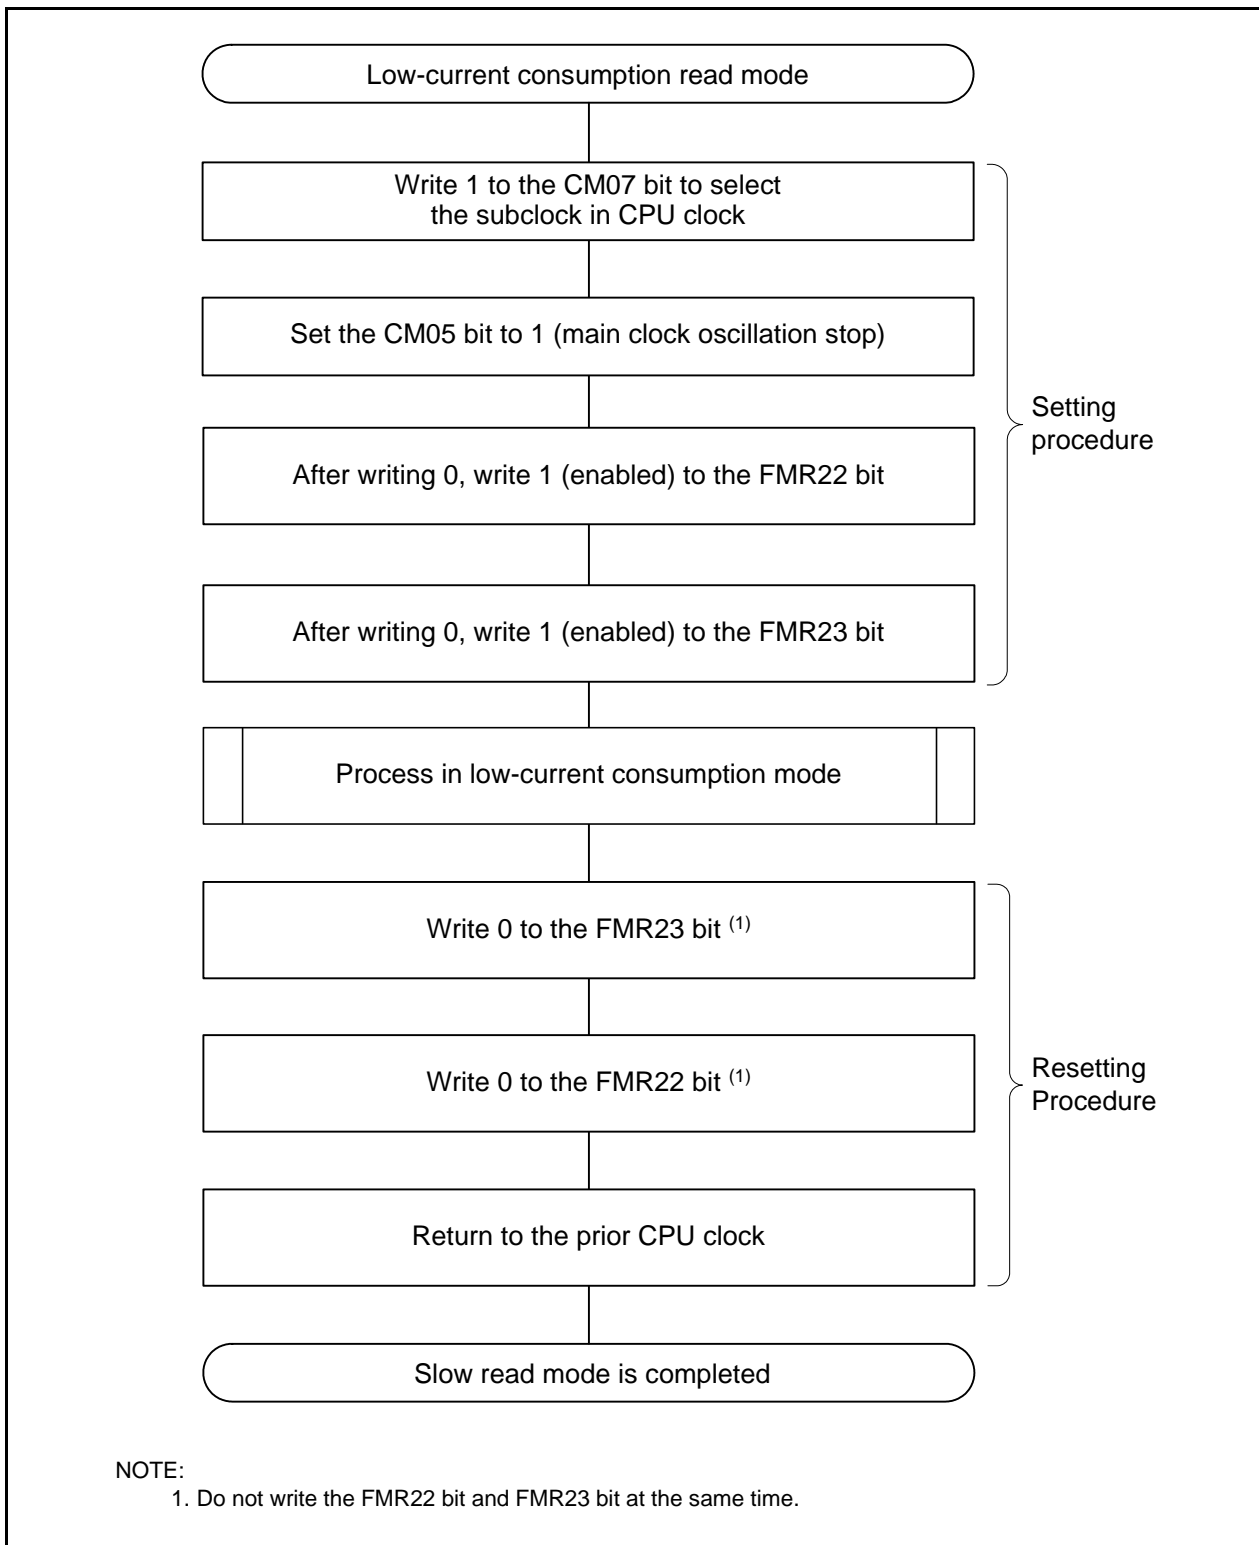 Low-current consumption read mode
Write 1 to the CM07 bit to select
the subclock in CPU clock
Set the CM05 bit to 1 (main clock oscillation stop)
After writing 0, write 1 (enabled) to the FMR22 bit
After writing 0, write 1 (enabled) to the FMR23 bit
Setting
procedure
Process in low-current consumption mode
Write 0 to the FMR23 bit (1)
Write 0 to the FMR22 bit (1)
Return to the prior CPU clock
Resetting
Procedure
Slow read mode is completed
NOTE:
1. Do not write the FMR22 bit and FMR23 bit at the same time.